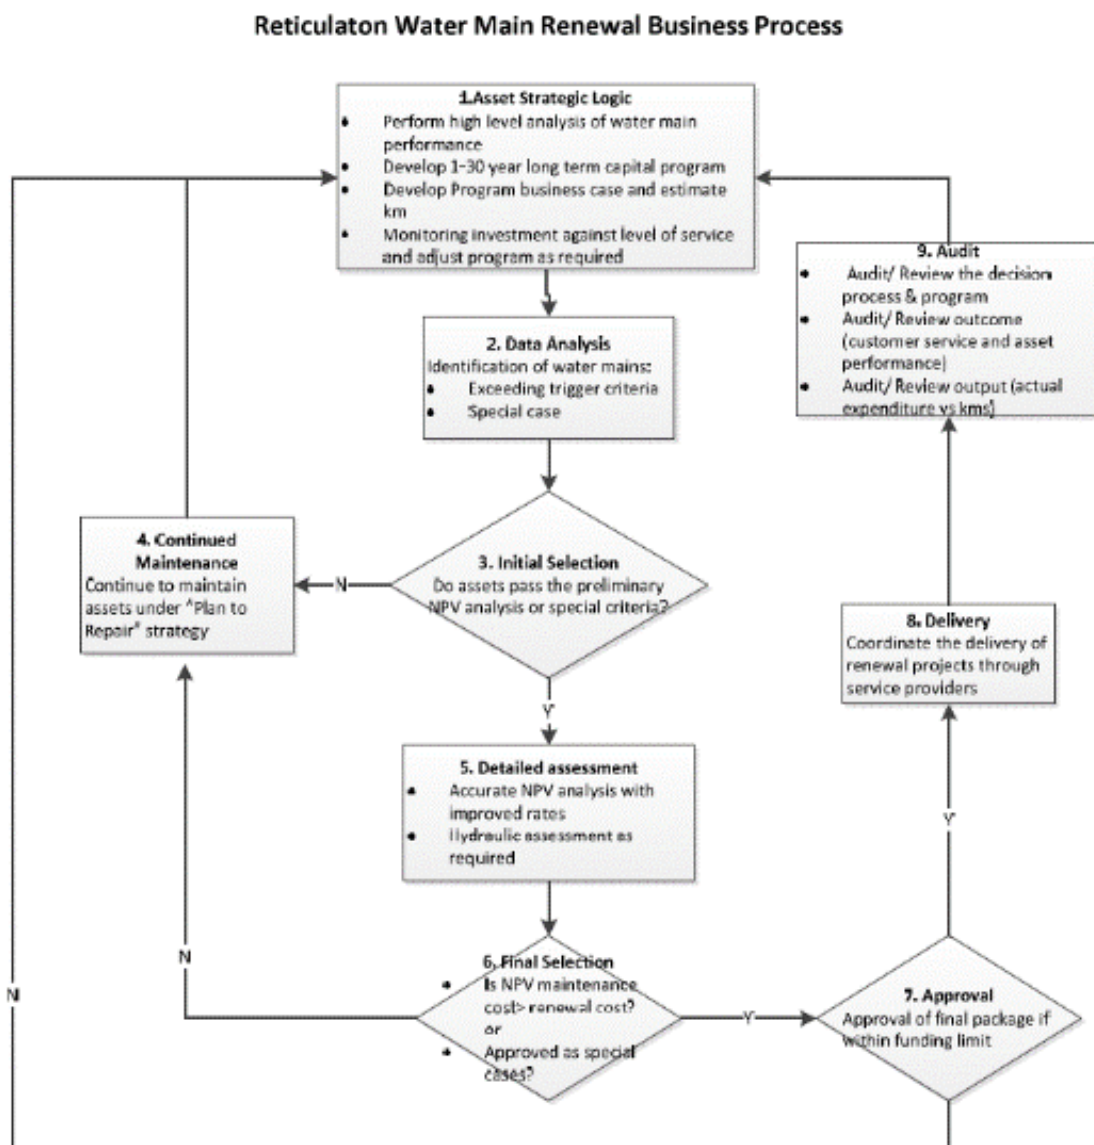 Reticulaton Water Main Renewal Business Process
1.Asset Strategic Logic
• Perform high level analysis of water main
performance
• Develop 1-30 year long term capital program
• Develop Program business case and estimate
km
• Monitoring investment against level of service
and adjust program as required
9. Audit
• Audit/ Review the decision
process & program
• Audit/ Review outcome
(customer service and asset
performance)
• Audit/ Review output (actual
expenditure vs kms)
2. Data Analysis
Identification of water mains:
• Exceeding trigger criteria
• Special case
3. Initial Selection
Do assets pass the preliminary
NPV analysis or special criteria?
N
4. Continued
Maintenance
Continue to maintain
assets under "Plan to
Repair" strategy
Y
8. Delivery
Coordinate the delivery of
renewal projects through
service providers
5. Detailed assessment
• Accurate NPV analysis with
improved rates
• Hydraulic assessment as
required
Y
N
N
6. Final Selection
• Is NPV maintenance
cost> renewal cost?
or
• Approved as special
cases?
Y
7. Approval
Approval of final package if
within funding limit